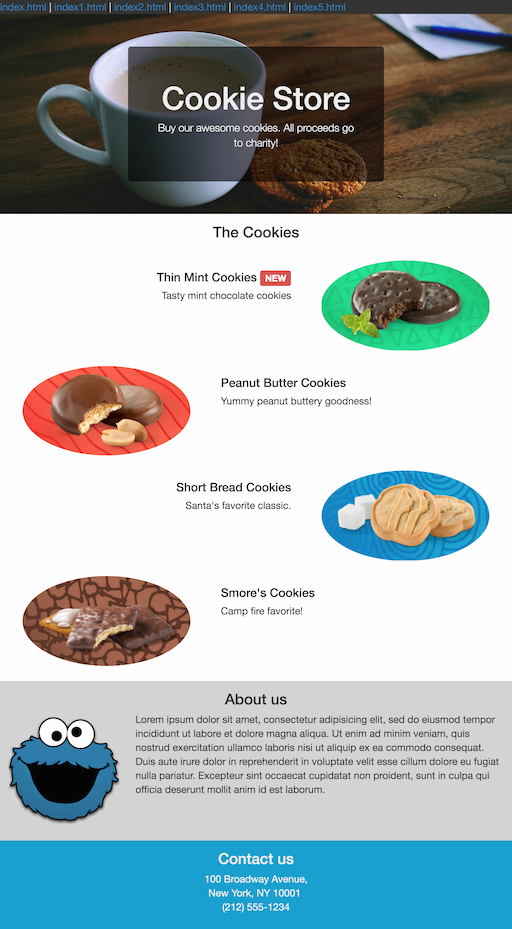 index.html | index1.html | index2.html | index3.html | index4.html | index5.html
Cookie Store
Buy our awesome cookies. All proceeds go
to charity!
The Cookies
Thin Mint Cookies NEW
Tasty mint chocolate cookies
Peanut Butter Cookies
Yummy peanut buttery goodness!
Short Bread Cookies
Santa's favorite classic.
Smore's Cookies
Camp fire favorite!
About us
Lorem ipsum dolor sit amet, consectetur adipisicing elit, sed do eiusmod tempor
incididunt ut labore et dolore magna aliqua. Ut enim ad minim veniam, quis
nostrud exercitation ullamco laboris nisi ut aliquip ex ea commodo consequat.
Duis aute irure dolor in reprehenderit in voluptate velit esse cillum dolore eu fugiat
nulla pariatur. Excepteur sint occaecat cupidatat non proident, sunt in culpa qui
officia deserunt mollit anim id est laborum.
Contact us
100 Broadway Avenue,
New York, NY 10001
(212) 555-1234